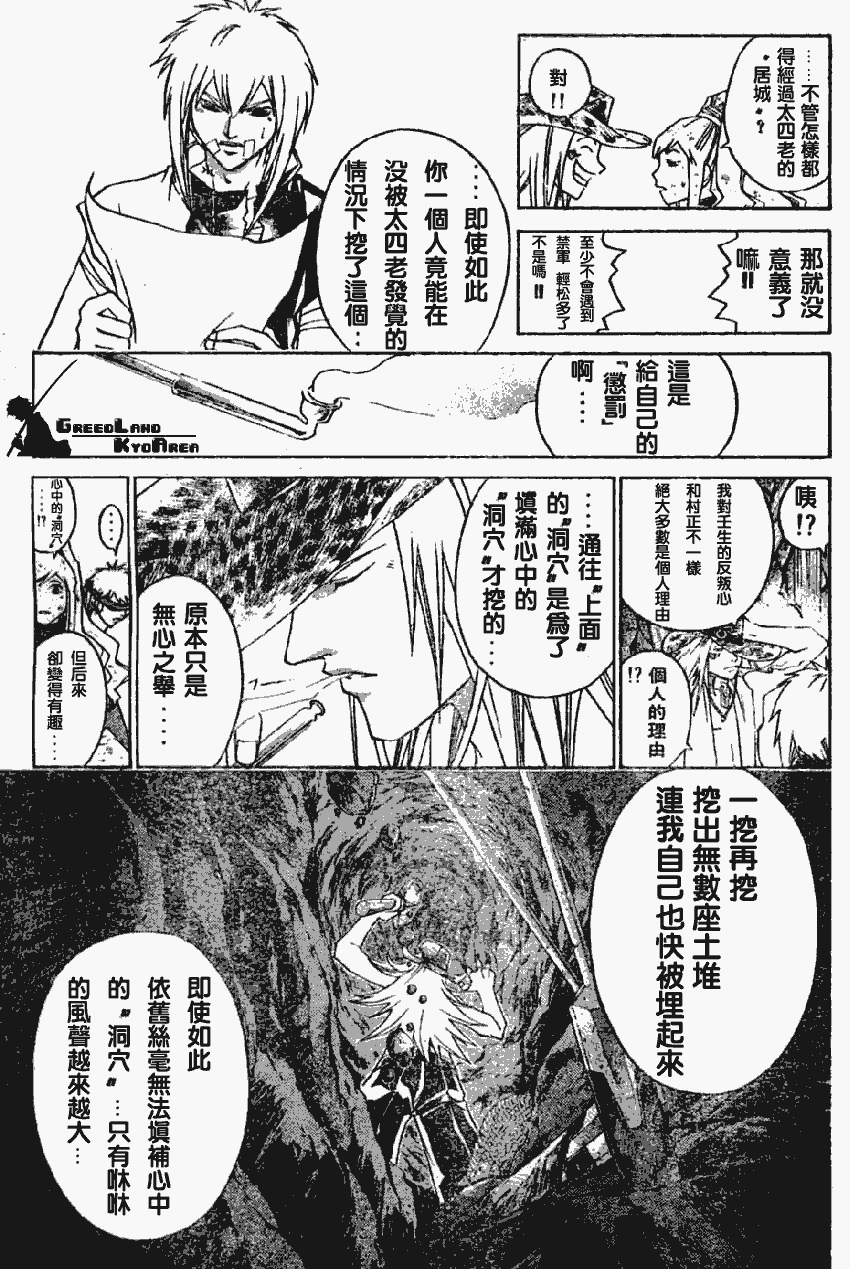 ……不管怎樣都
得經過太四老的
〝居城〞?
對
!!
那就没
意義了
嘛!!
至少不會遇到
禁軍 輕松多了
不是嗎!!
....即使如此
你一個人竟能在
没被太四老發覺的
情況下挖了這個...
這是
給自己的
「懲罰」
啊....
GREEDLAND
KYOAREA
咦
!?
我對壬生的反叛心
和村正不一樣
絕大多數是個人理由
個人的理由
!?
....通往〝上面〞
的〝洞穴〞是爲了
填滿心中的
〝洞穴〞才挖的...
原本只是
無心之舉
....
....
心中的〝洞穴〞
....!?
但后來
卻變得有趣....
一挖再挖
挖出無數座土堆
連我自己也快被埋起來
即使如此
依舊絲毫無法填補心中
的〝洞穴〞...只有咻咻
的風聲越來越大...